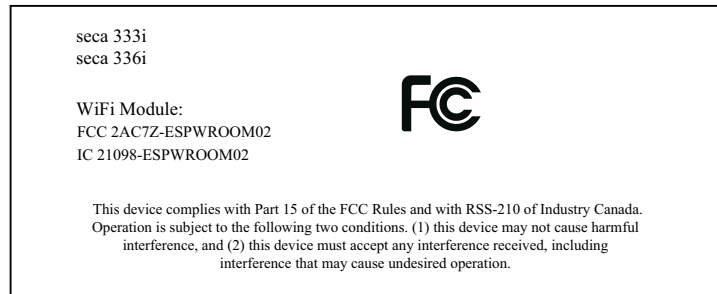 seca 333i
seca 336i
WiFi Module:
FCC 2AC7Z-ESPWROOM02
IC 21098-ESPWROOM02
FC
This device complies with Part 15 of the FCC Rules and with RSS-210 of Industry Canada.
Operation is subject to the following two conditions. (1) this device may not cause harmful
interference, and (2) this device must accept any interference received, including
interference that may cause undesired operation.